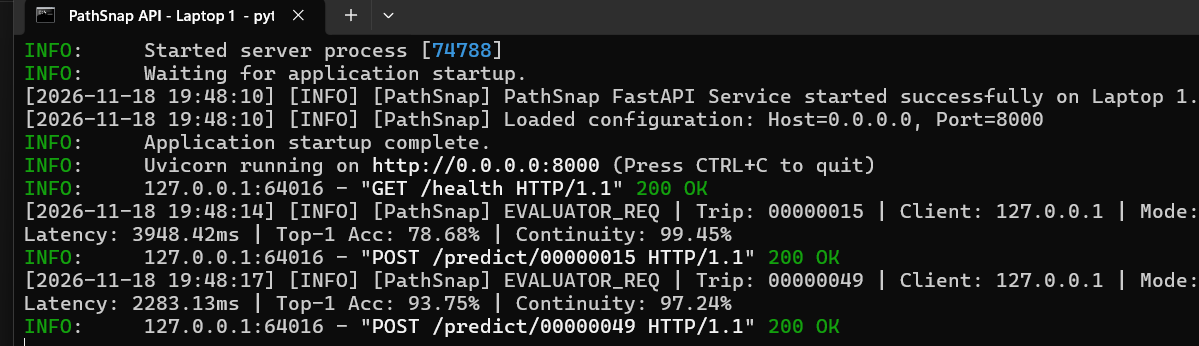 PathSnap API - Laptop 1 - pyt
INFO: Started server process [74788]
INFO: Waiting for application startup.
[2026-11-18 19:48:10] [INFO] [PathSnap] PathSnap FastAPI Service started successfully on Laptop 1.
[2026-11-18 19:48:10] [INFO] [PathSnap] Loaded configuration: Host=0.0.0.0, Port=8000
INFO: Application startup complete.
INFO: Uvicorn running on http://0.0.0.0:8000 (Press CTRL+C to quit)
INFO: 127.0.0.1:64016 - "GET /health HTTP/1.1" 200 OK
[2026-11-18 19:48:14] [INFO] [PathSnap] EVALUATOR_REQ | Trip: 00000015 | Client: 127.0.0.1 | Mode:
Latency: 3948.42ms | Top-1 Acc: 78.68% | Continuity: 99.45%
INFO: 127.0.0.1:64016 - "POST /predict/00000015 HTTP/1.1" 200 OK
[2026-11-18 19:48:17] [INFO] [PathSnap] EVALUATOR_REQ | Trip: 00000049 | Client: 127.0.0.1 | Mode:
Latency: 2283.13ms | Top-1 Acc: 93.75% | Continuity: 97.24%
INFO: 127.0.0.1:64016 - "POST /predict/00000049 HTTP/1.1" 200 OK